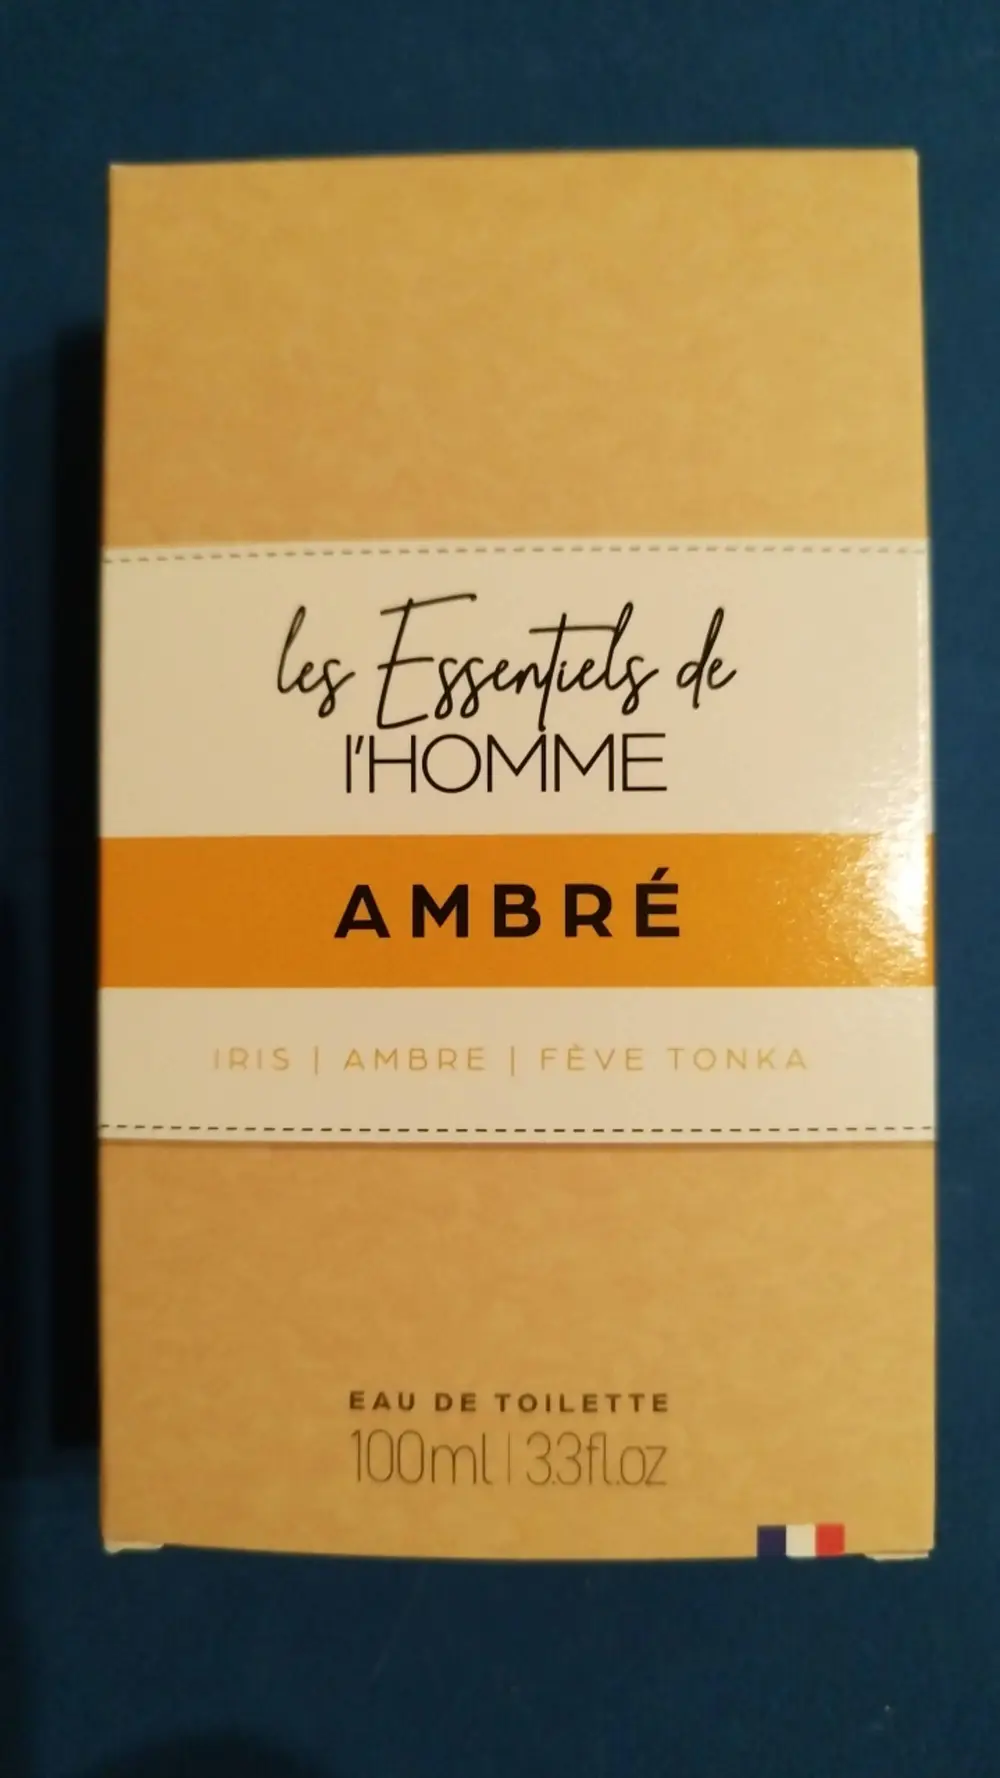 les Essentiels de
l'HOMME
AMBRÉ
IRIS | AMBRE | FÈVE TONKA
EAU DE TOILETTE
100ml | 3.3fl.oz